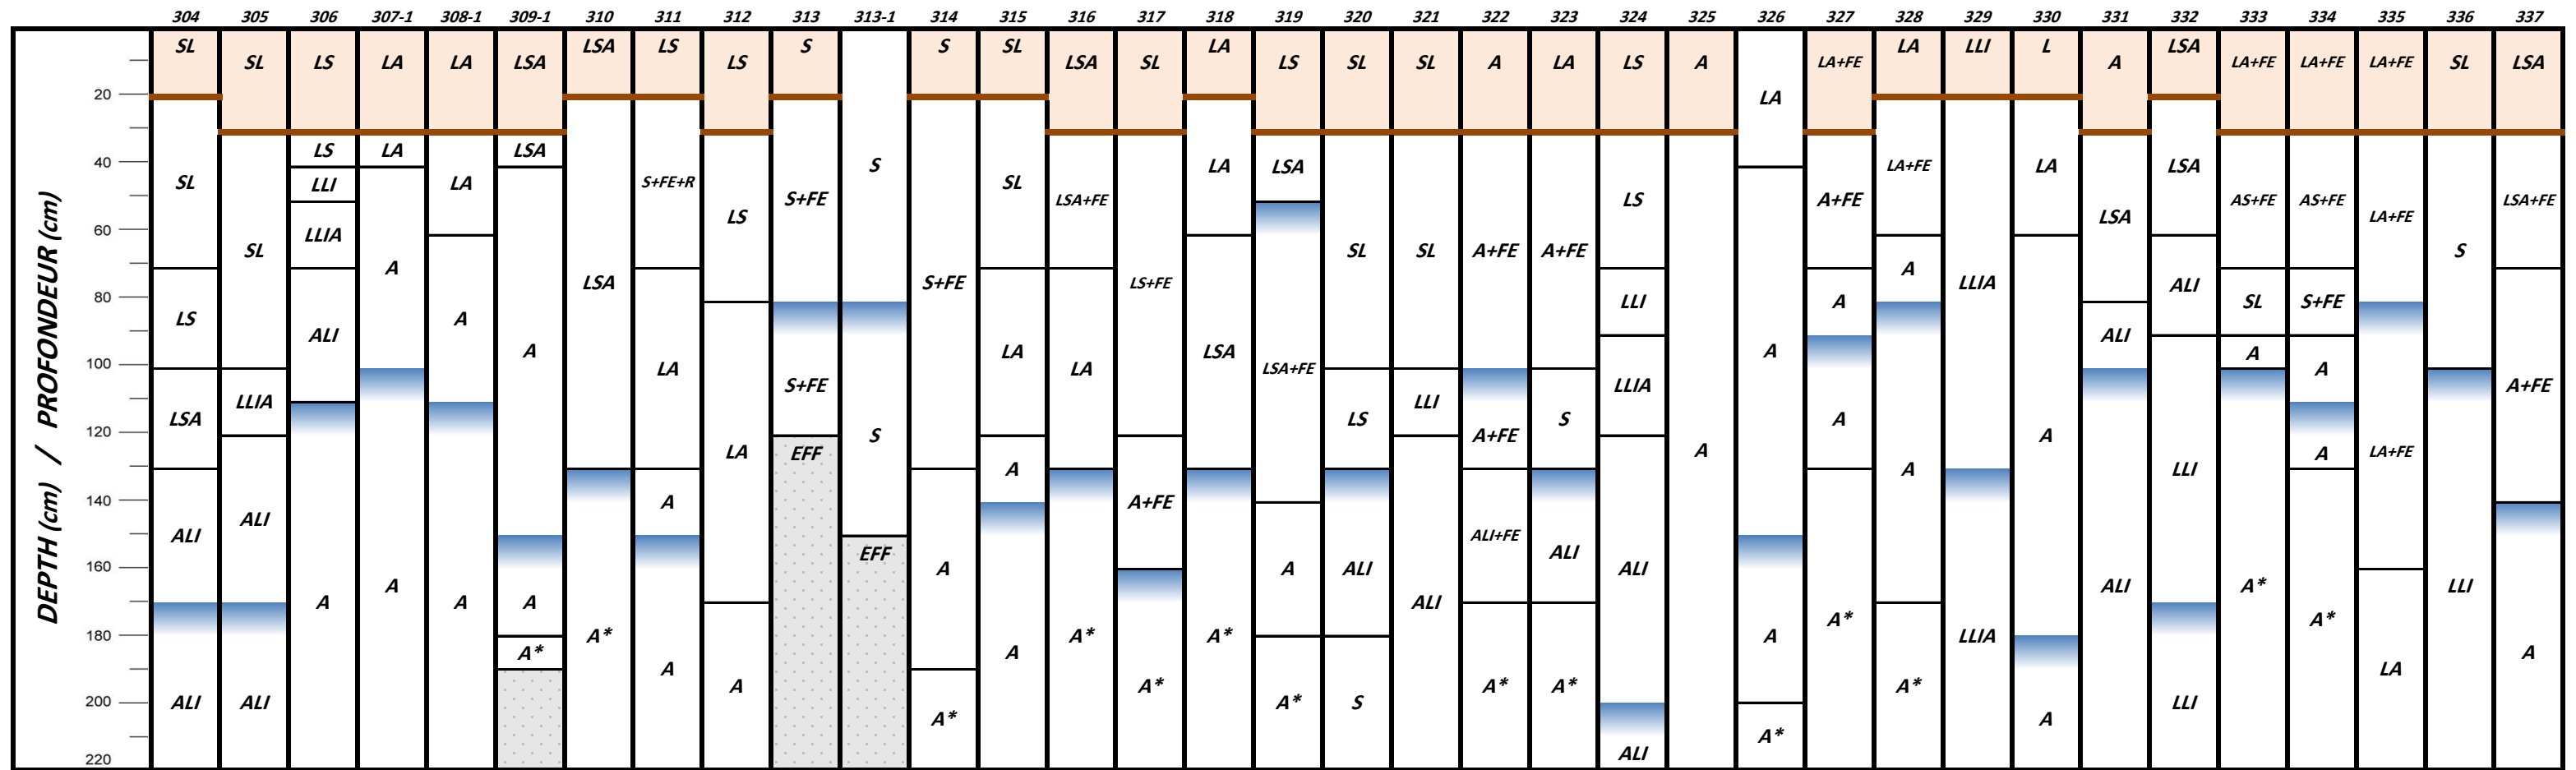 304 305 306 307-1 308-1 309-1 310 311 312 313 313-1 314 315 316 317 318 319 320 321 322 323 324 325 326 327 328 329 330 331 332 333 334 335 336 337
DEPTH (cm) / PROFONDEUR (cm)
20
40
60
80
100
120
140
160
180
200
220
SL
SL
LS
LSA
ALI
ALI
SL
SL
LLIA
ALI
ALI
LS
LS
LLI
LLIA
ALI
A
LA
LA
A
A
LA
LA
A
A
LSA
LSA
A
A
A*
LSA
LSA
A*
LS
S+FE+R
LA
A
A
LS
LS
LA
A
S
S+FE
S+FE
EFF
S
S
EFF
S
S+FE
A
A*
SL
SL
LA
A
A
LSA
LSA+FE
LA
A*
SL
LS+FE
A+FE
A*
LA
LA
LSA
A*
LS
LSA
LSA+FE
A
A*
SL
SL
LS
ALI
S
SL
SL
LLI
ALI
A
A+FE
A+FE
ALI+FE
A*
LA
A+FE
S
ALI
A*
LS
LS
LLI
LLIA
ALI
ALI
A
A
LA
A
A
A*
LA+FE
A+FE
A
A
A*
LA
LA+FE
A
A
A*
LLI
LLIA
LLIA
L
LA
A
A
A
LSA
ALI
ALI
LSA
LSA
ALI
LLI
LLI
LA+FE
AS+FE
SL
A
A*
LA+FE
AS+FE
S+FE
A
A
A*
LA+FE
LA+FE
LA+FE
LA
SL
S
LLI
LSA
LSA+FE
A+FE
A